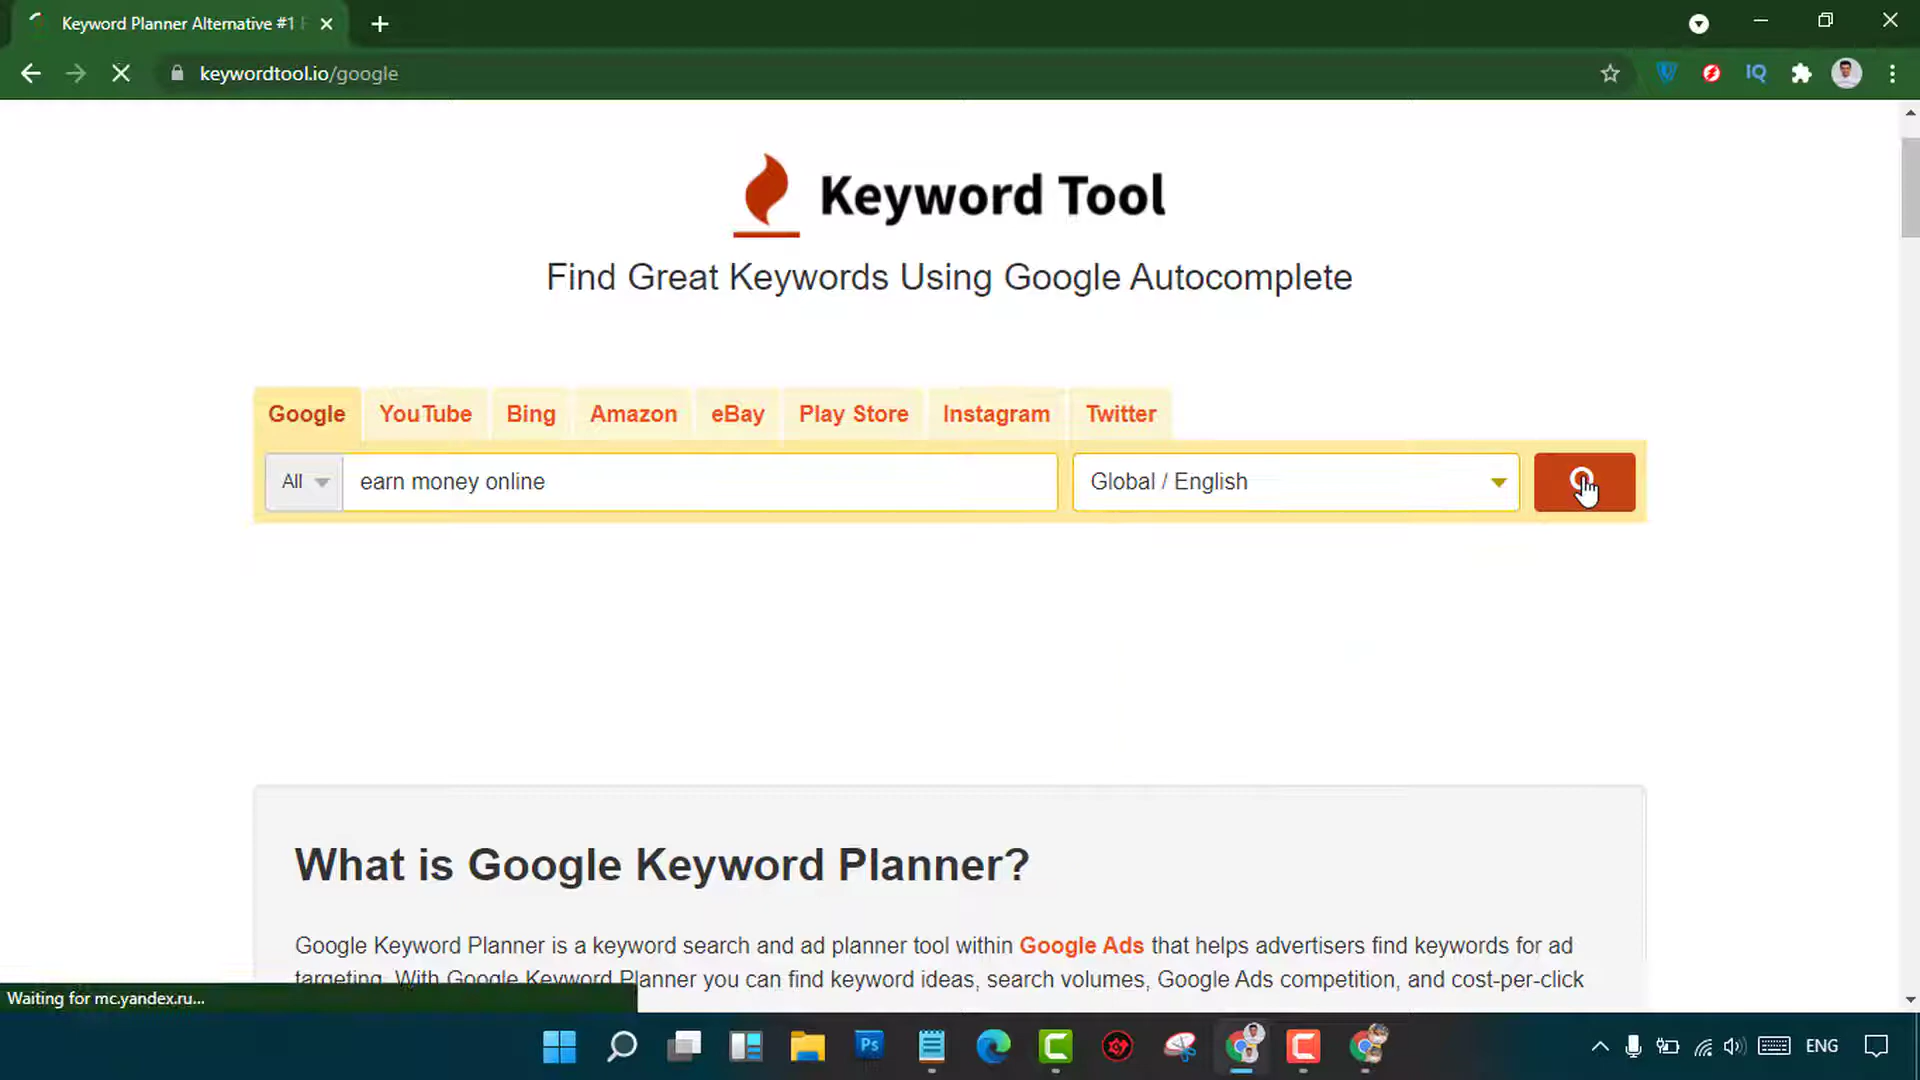 Keyword Planner Alternative #1
keywordtool.io/google
IQ
Keyword Tool
Find Great Keywords Using Google Autocomplete
Google YouTube Bing Amazon eBay Play Store Instagram Twitter
All earn money online Global / English
What is Google Keyword Planner?
Google Keyword Planner is a keyword search and ad planner tool within Google Ads that helps advertisers find keywords for ad
targeting. With Google Keyword Planner you can find keyword ideas, search volumes, Google Ads competition, and cost-per-click
Waiting for mc.yandex.ru...
Ps
ENG